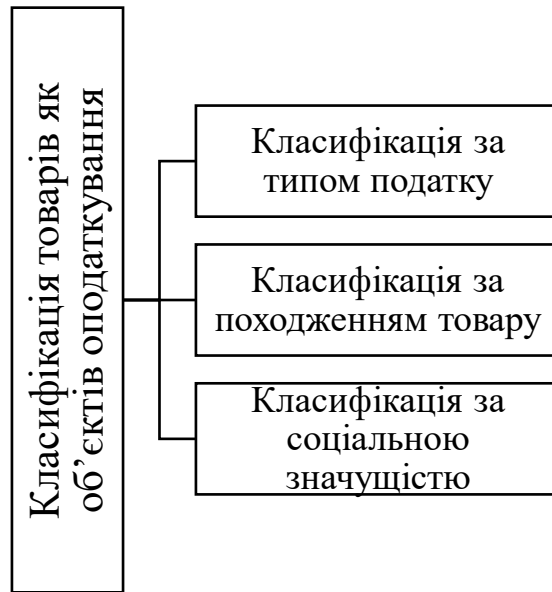 Класифікація товарів як
об’єктів оподаткування
Класифікація за
типом податку
Класифікація за
походженням товару
Класифікація за
соціальною
значущістю